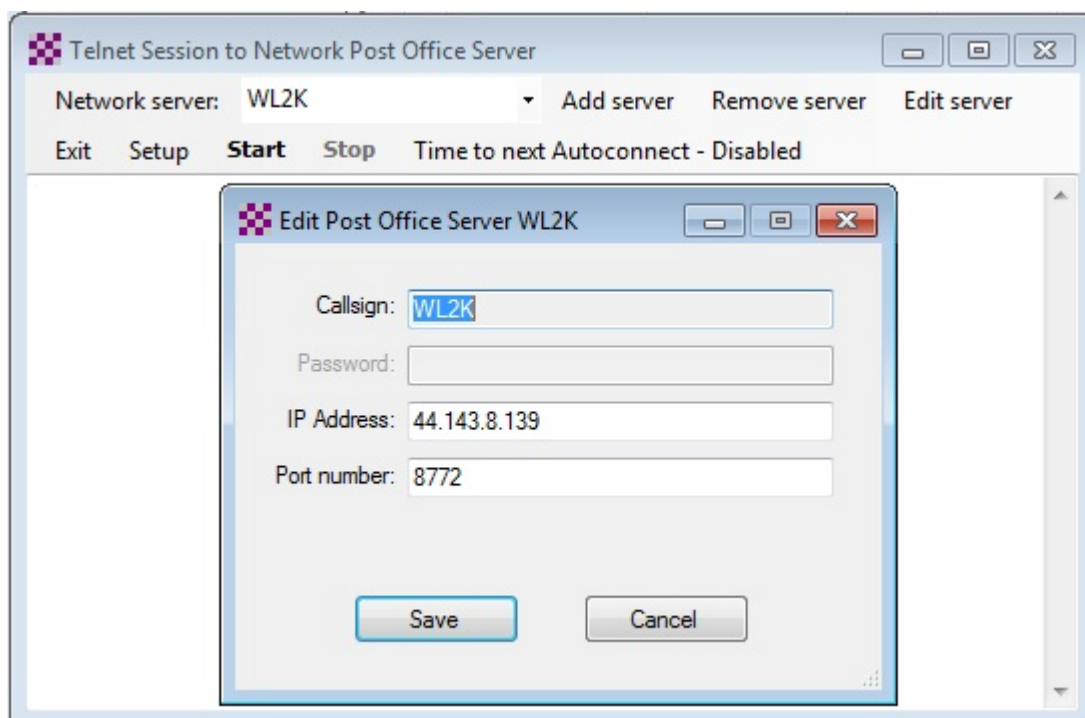 Telnet Session to Network Post Office Server
Network server: WL2K Add server Remove server Edit server
Exit Setup Start Stop Time to next Autoconnect - Disabled
Edit Post Office Server WL2K
Callsign: WL2K
Password:
IP Address: 44.143.8.139
Port number: 8772
Save Cancel